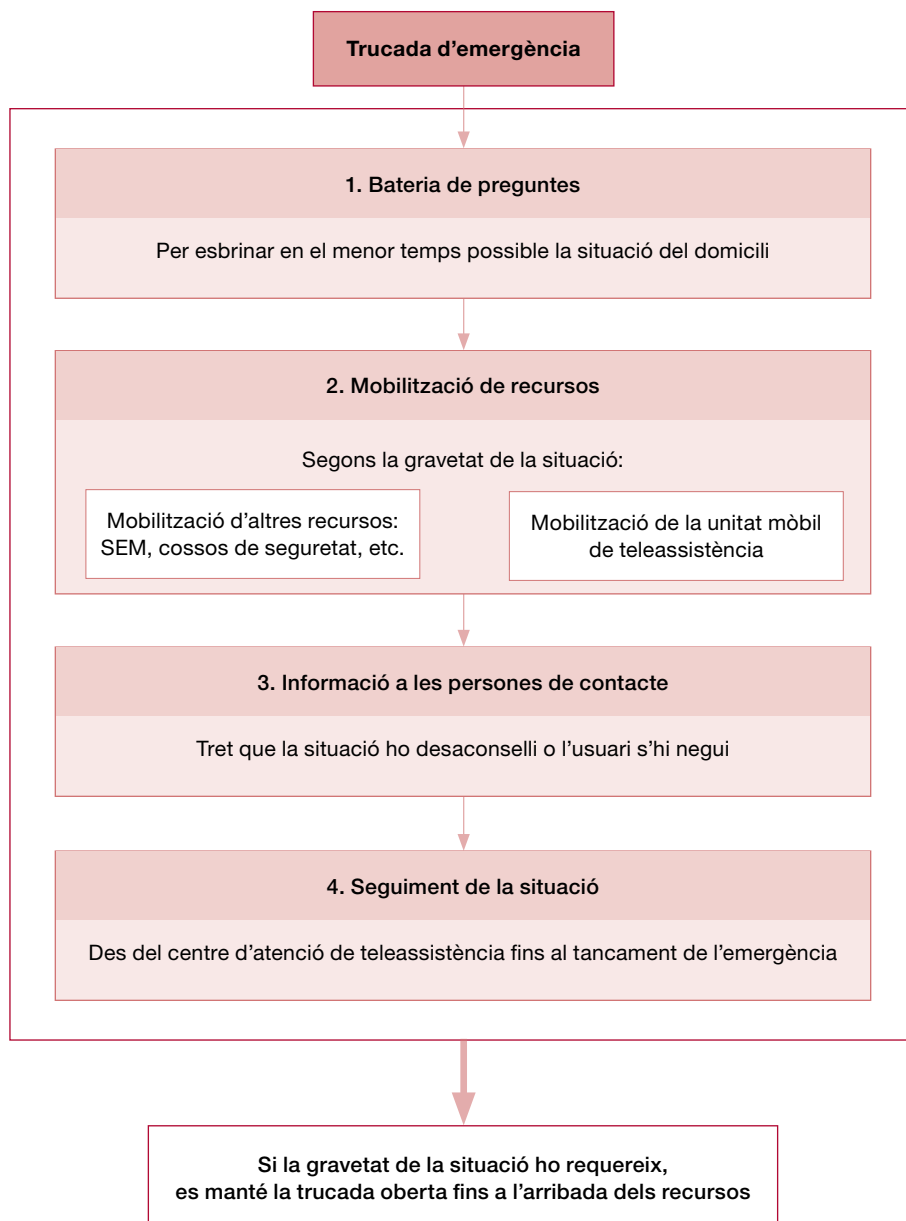 Trucada d’emergència
1. Bateria de preguntes
Per esbrinar en el menor temps possible la situació del domicili
2. Mobilització de recursos
Segons la gravetat de la situació:
Mobilització d’altres recursos:
SEM, cossos de seguretat, etc.
Mobilització de la unitat mòbil
de teleassistència
3. Informació a les persones de contacte
Tret que la situació ho desaconselli o l’usuari s’hi negui
4. Seguiment de la situació
Des del centre d’atenció de teleassistència fins al tancament de l’emergència
Si la gravetat de la situació ho requereix,
es manté la trucada oberta fins a l’arribada dels recursos